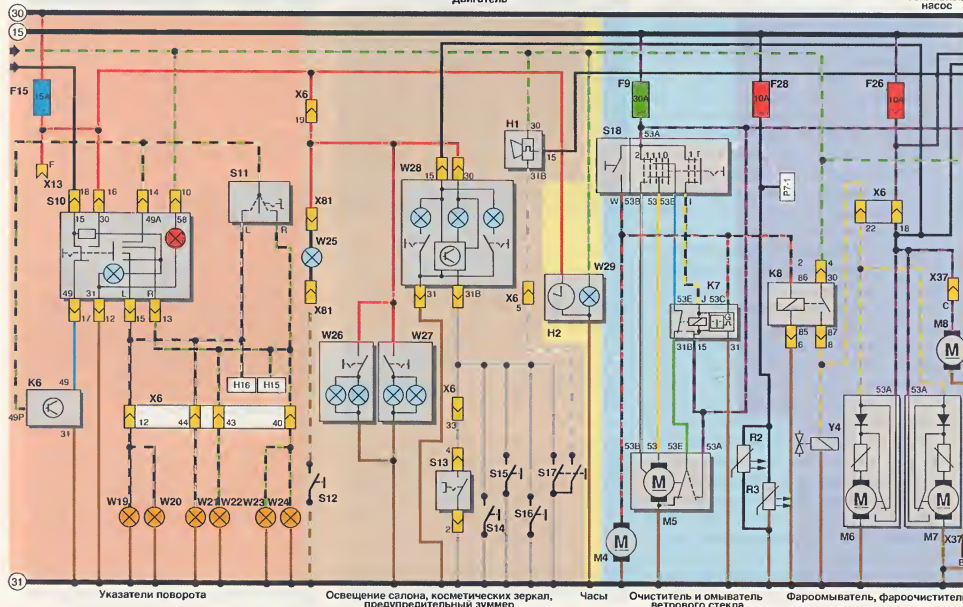 Двигатель
насос
30
15
F15
15A
X6
19
F9
30A
F28
10A
F26
10A
H1
30
15
31B
S18
53A
2
1110
1
W28
15
30
P7-1
F
X13
S11
S10
18
16
14
10
15
30
49A
58
L
R
X81
W25
X81
W
53B
53
53E
I
X6
22
18
W29
X6
5
H2
2
4
K8
86
30
X37
C
K7
53E
J
53C
31B
15
31
49
31
L
R
17
12
15
13
31
31B
85
87
6
8
M8
M
W26
W27
K6
49
49P
31
H16
H15
X6
12
44
43
40
X6
33
53A
53A
Y4
S13
4
2
S15
S17
S14
S16
53B
53
53E
53A
M
M5
R2
R3
S12
W19
W20
W21
W22
W23
W24
M
M4
M
M6
M
M7
X37
31
Указатели поворота
Освещение салона, косметических зеркал,
предупредительный зуммер
Часы
Очиститель и омыватель
ветрового стекла
Фароомыватель, фароочиститель